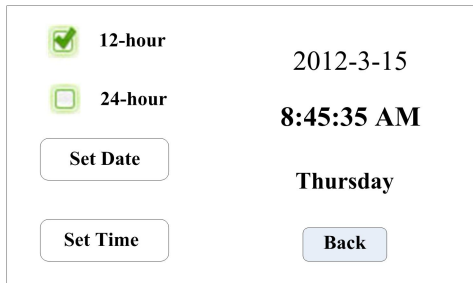 12-hour
24-hour
Set Date
Set Time
2012-3-15
8:45:35 AM
Thursday
Back